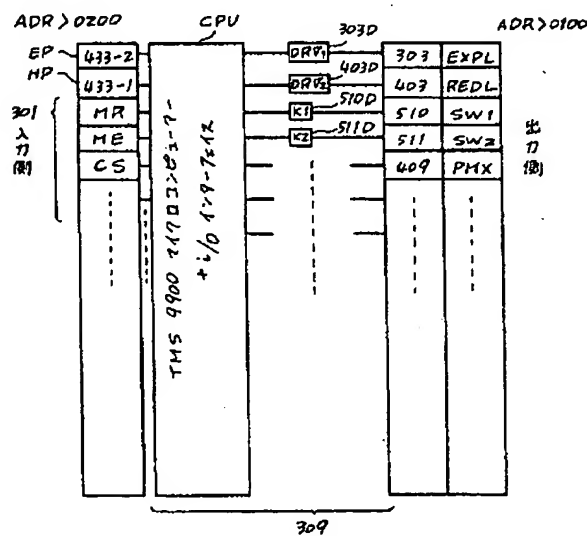 ADR>0200
CPU
303D
ADR>0100
EP
433-2
DRV1
303
EXPL
HP
433-1
403D
DRV2
403
REDL
301
入力側
MR
K1
510D
510
SW1
ME
K2
511D
511
SW2
CS
409
PMX
出力側
TMS 9900 マイクロコンピューター
+ i/o インターフェイス
309